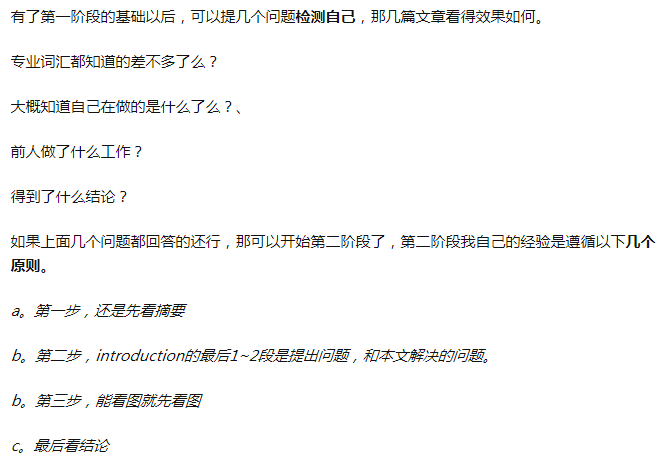 有了第一阶段的基础以后，可以提几个问题检测自己，那几篇文章看得效果如何。
专业词汇都知道的差不多了么？
大概知道自己在做的是什么了么？、
前人做了什么工作？
得到了什么结论？
如果上面几个问题都回答的还行，那可以开始第二阶段了，第二阶段我自己的经验是遵循以下几个
原则。
a。第一步，还是先看摘要
b。第二步，introduction的最后1~2段是提出问题，和本文解决的问题。
b。第三步，能看图就先看图
c。最后看结论